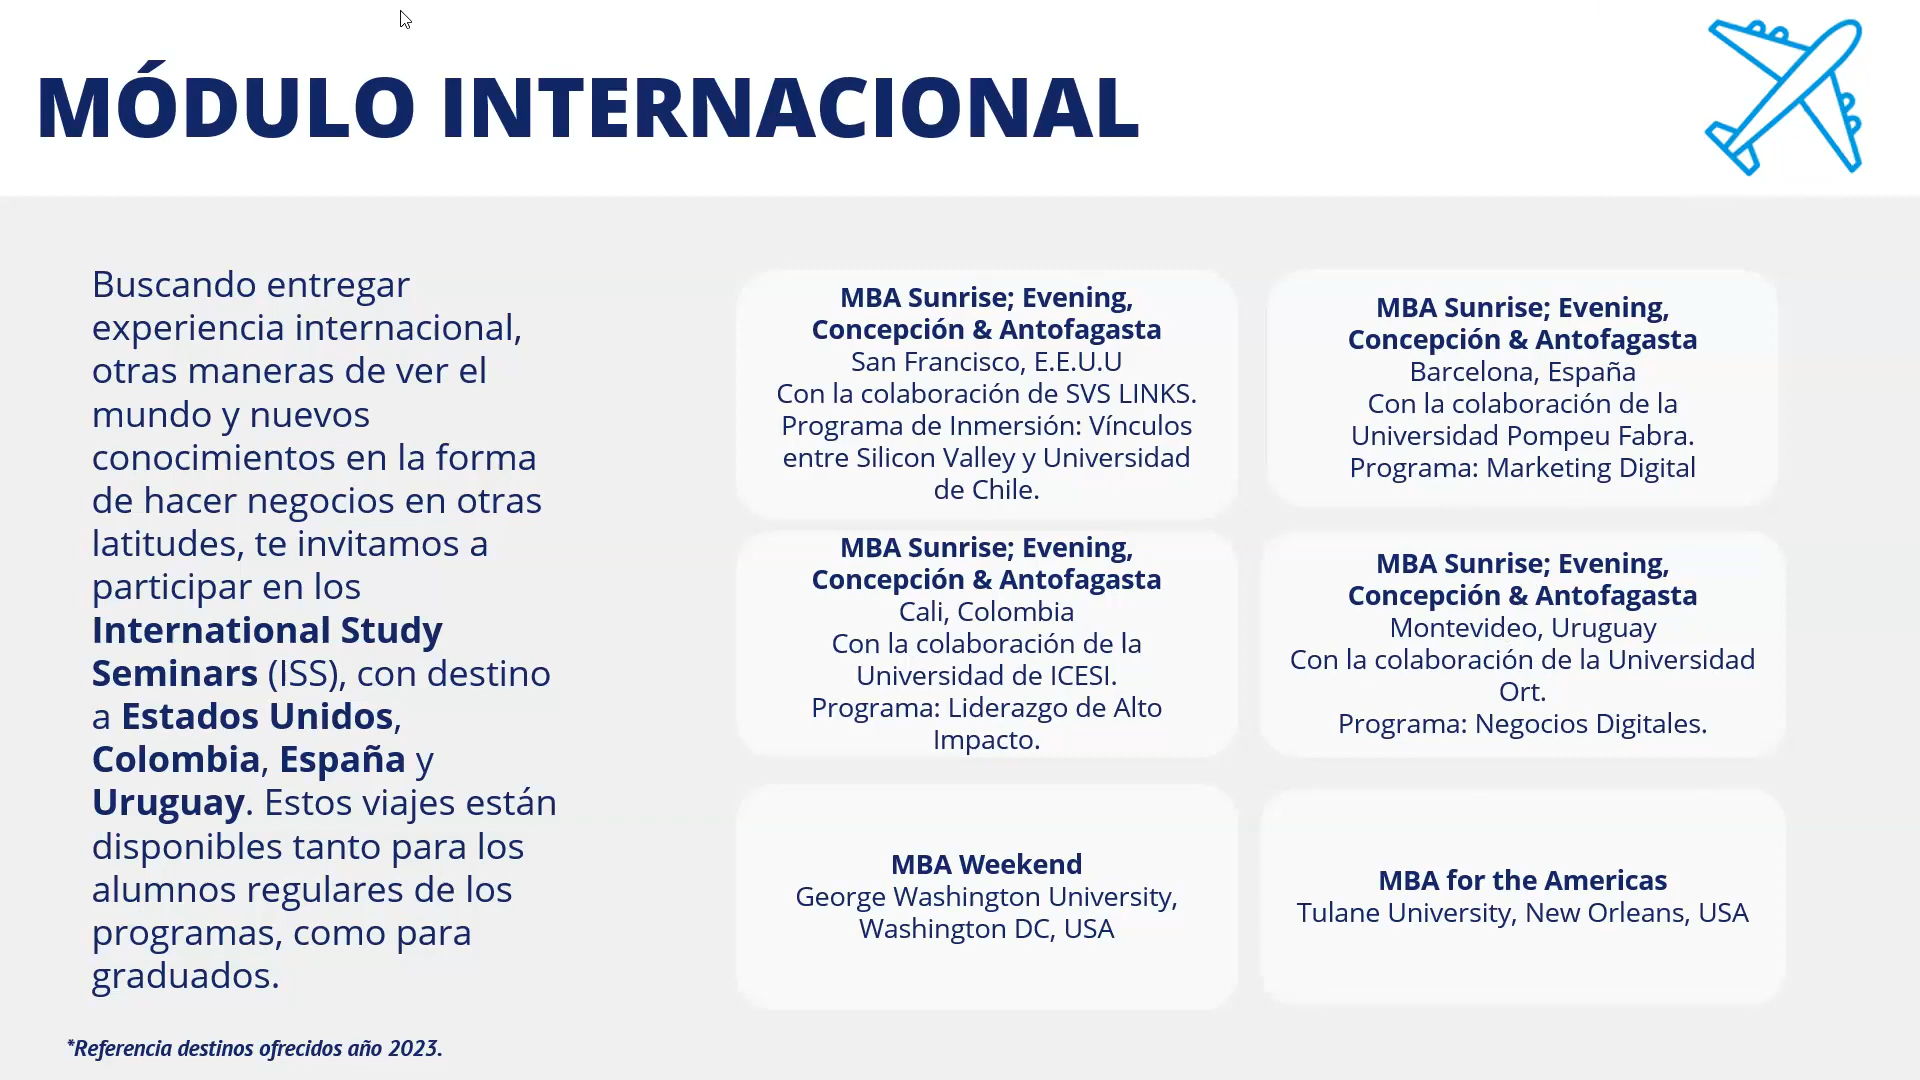 MÓDULO INTERNACIONAL
Buscando entregar
experiencia internacional,
otras maneras de ver el
mundo y nuevos
conocimientos en la forma
de hacer negocios en otras
latitudes, te invitamos a
participar en los
International Study
Seminars (ISS), con destino
a Estados Unidos,
Colombia, España y
Uruguay. Estos viajes están
disponibles tanto para los
alumnos regulares de los
programas, como para
graduados.
*Referencia destinos ofrecidos año 2023.
MBA Sunrise; Evening,
Concepción & Antofagasta
San Francisco, E.E.U.U
Con la colaboración de SVS LINKS.
Programa de Inmersión: Vínculos
entre Silicon Valley y Universidad
de Chile.
MBA Sunrise; Evening,
Concepción & Antofagasta
Barcelona, España
Con la colaboración de la
Universidad Pompeu Fabra.
Programa: Marketing Digital
MBA Sunrise; Evening,
Concepción & Antofagasta
Cali, Colombia
Con la colaboración de la
Universidad de ICESI.
Programa: Liderazgo de Alto
Impacto.
MBA Sunrise; Evening,
Concepción & Antofagasta
Montevideo, Uruguay
Con la colaboración de la Universidad
Ort.
Programa: Negocios Digitales.
MBA Weekend
George Washington University,
Washington DC, USA
MBA for the Americas
Tulane University, New Orleans, USA